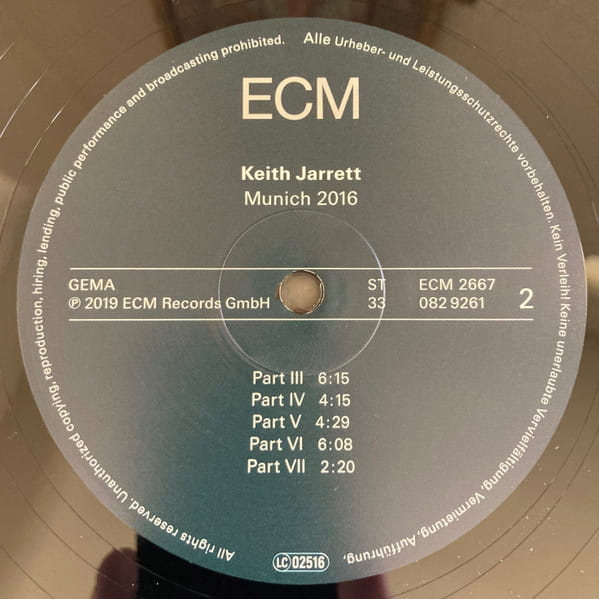 All rights reserved. Unauthorized copying, reproduction, hiring, lending, public performance and broadcasting prohibited.
Alle Urheber- und Leistungsschutzrechte vorbehalten. Kein Verleih! Keine unerlaubte Vervielfältigung, Vermietung, Aufführung,
ECM
Keith Jarrett
Munich 2016
GEMA ST ECM 2667
℗ 2019 ECM Records GmbH 33 082 9261 2
Part III 6:15
Part IV 4:15
Part V 4:29
Part VI 6:08
Part VII 2:20
LC 02516